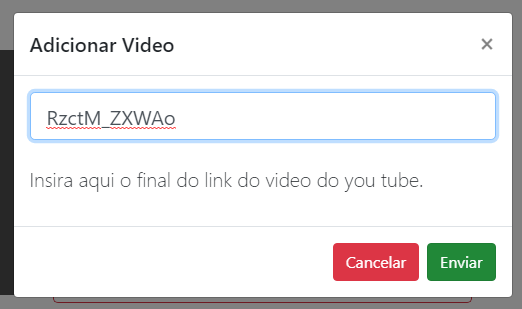 Adicionar Video
×
RzctM_ZXWAo
Insira aqui o final do link do video do you tube.
Cancelar
Enviar